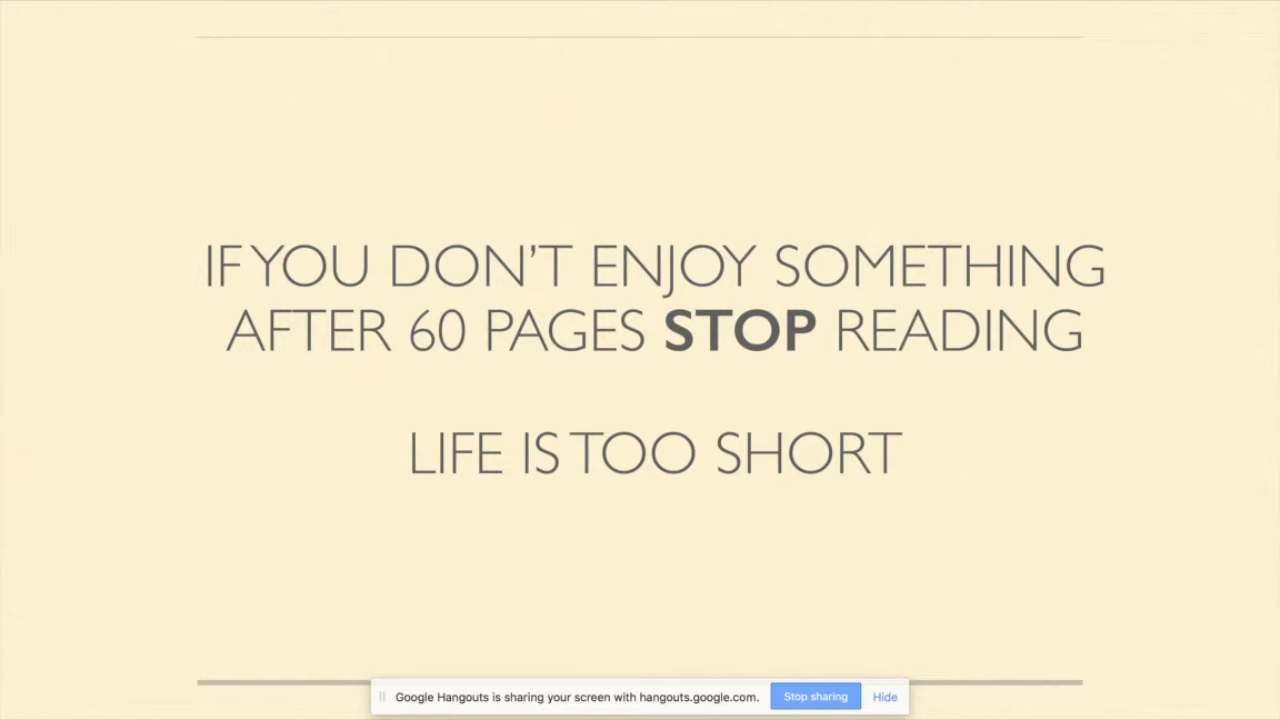 IF YOU DON'T ENJOY SOMETHING
AFTER 60 PAGES STOP READING
LIFE IS TOO SHORT
Google Hangouts is sharing your screen with hangouts.google.com. Stop sharing Hide